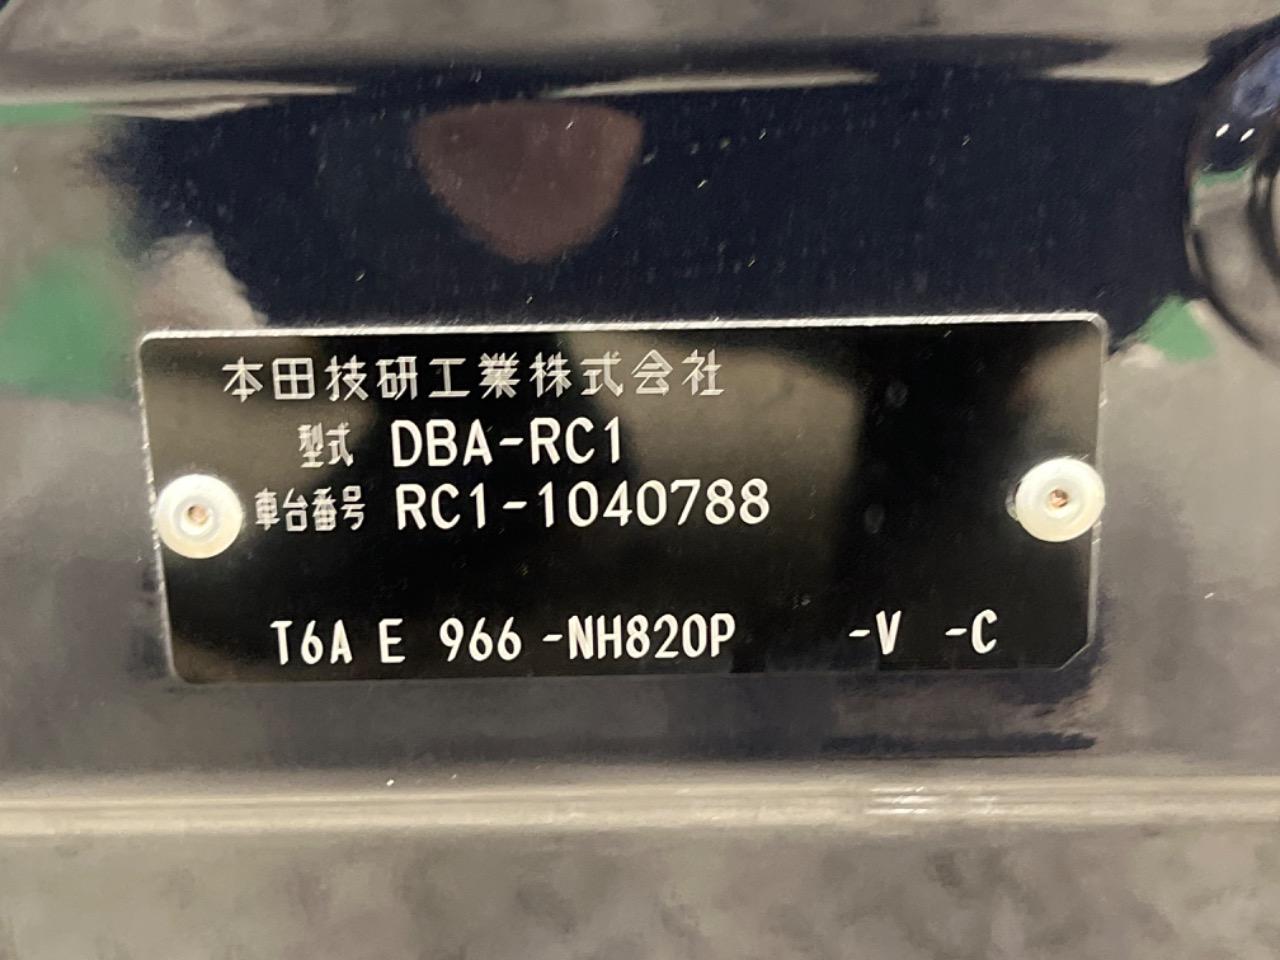 本田技研工業株式会社
型式 DBA-RC1
車台番号 RC1-1040788
T6A E 966 -NH820P -V -C